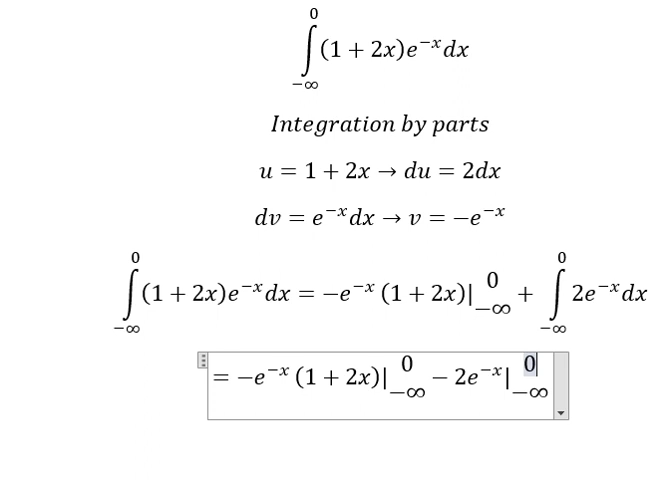 ∫_{−∞}^{0} (1 + 2x)e^{−x}dx
Integration by parts
u = 1 + 2x → du = 2dx
dv = e^{−x}dx → v = −e^{−x}
∫_{−∞}^{0} (1 + 2x)e^{−x}dx = −e^{−x} (1 + 2x)|_{−∞}^{0} + ∫_{−∞}^{0} 2e^{−x}dx
= −e^{−x} (1 + 2x)|_{−∞}^{0} − 2e^{−x}|_{−∞}^{0}